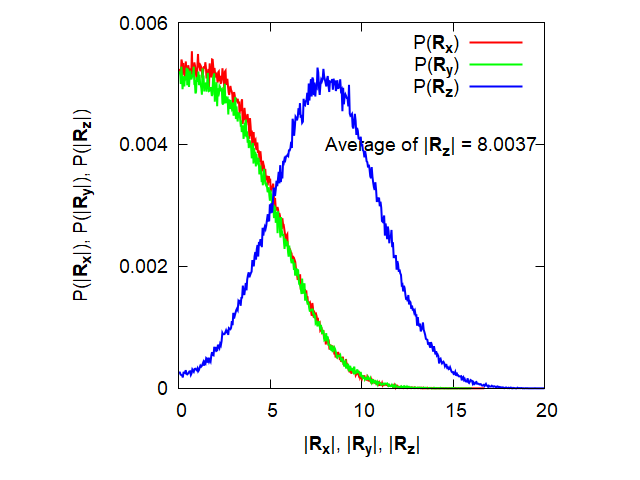 0.006
P(Rx)
P(Ry)
P(Rz)
0.004
Average of |Rz| = 8.0037
P(|Rx|), P(|Ry|), P(|Rz|)
0.002
0
0 5 10 15 20
|Rx|, |Ry|, |Rz|